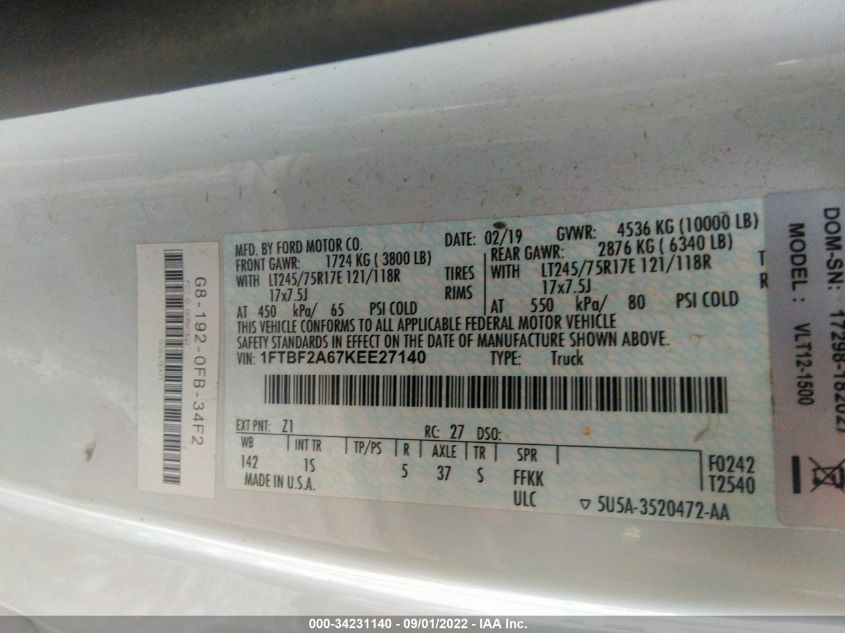 MFD. BY FORD MOTOR CO.
DATE: 02/19 GVWR: 4536 KG (10000 LB)
FRONT GAWR: 1724 KG ( 3800 LB) REAR GAWR: 2876 KG ( 6340 LB)
WITH LT245/75R17E 121/118R TIRES WITH LT245/75R17E 121/118R T
17x7.5J RIMS 17x7.5J R
AT 450 kPa/ 65 PSI COLD AT 550 kPa/ 80 PSI COLD
THIS VEHICLE CONFORMS TO ALL APPLICABLE FEDERAL MOTOR VEHICLE
SAFETY STANDARDS IN EFFECT ON THE DATE OF MANUFACTURE SHOWN ABOVE.
VIN: 1FTBF2A67KEE27140 TYPE: Truck
EXT PNT: Z1 RC: 27 DSO:
WB INT TR TP/PS R AXLE TR SPR
142 1S 5 37 S FFKK F0242
MADE IN U.S.A. ULC T2540
▽ 5U5A-3520472-AA
G8-192-0FB-34F2
DOM-SN:
MODEL : VLT12-1500
000-34231140 - 09/01/2022 - IAA Inc.